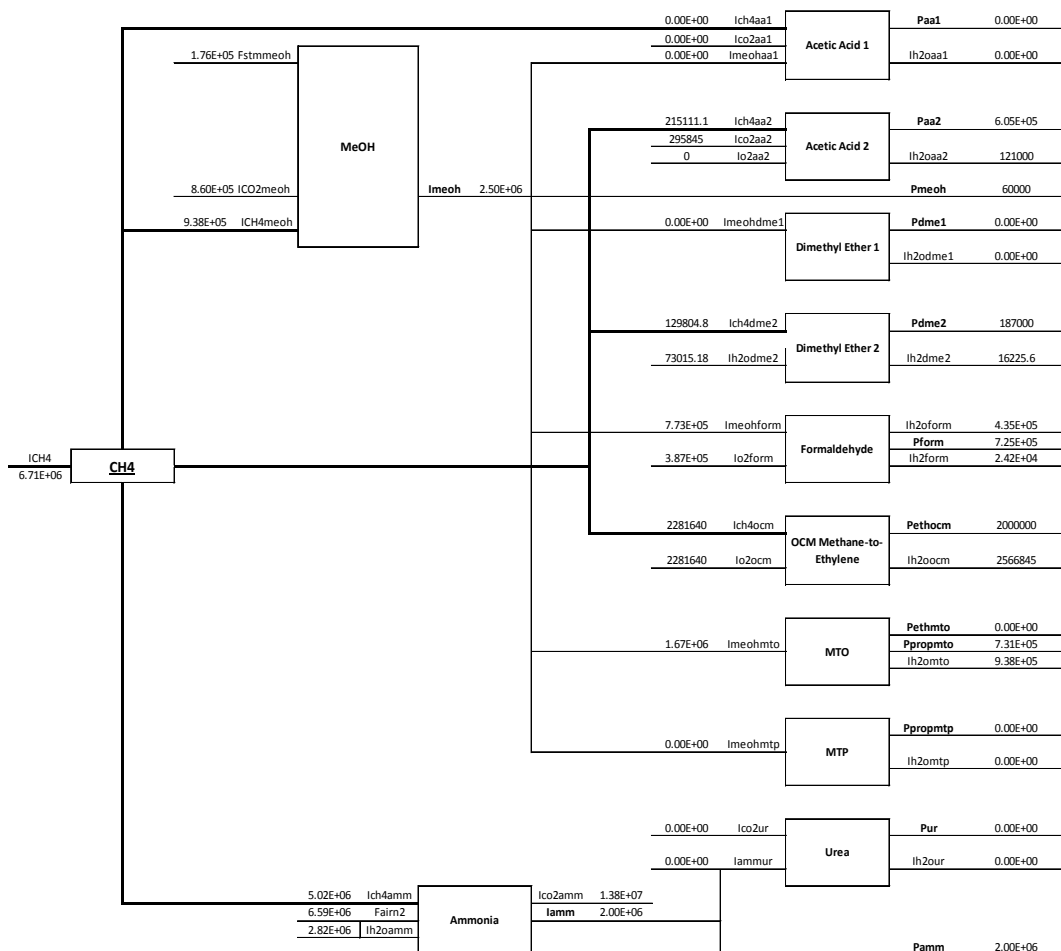 0.00E+00 Ich4aa1 Paa1 0.00E+00
0.00E+00 Ico2aa1 Acetic Acid 1
1.76E+05 Fstmmeoh 0.00E+00 Imeohaa1 Ih2oaa1 0.00E+00
215111.1 Ich4aa2 Paa2 6.05E+05
295845 Ico2aa2 Acetic Acid 2
MeOH
0 Io2aa2 Ih2oaa2 121000
8.60E+05 ICO2meoh Imeoh 2.50E+06 Pmeoh 60000
9.38E+05 ICH4meoh 0.00E+00 Imeohdme1 Pdme1 0.00E+00
Dimethyl Ether 1
Ih2odme1 0.00E+00
129804.8 Ich4dme2 Pdme2 187000
Dimethyl Ether 2
73015.18 Ih2odme2 Ih2dme2 16225.6
7.73E+05 Imeohform Ih2oform 4.35E+05
Formaldehyde Pform 7.25E+05
ICH4 3.87E+05 Io2form Ih2form 2.42E+04
CH4
6.71E+06
2281640 Ich4ocm Pethocm 2000000
OCM Methane-to-
Ethylene
2281640 Io2ocm Ih2oocm 2566845
Pethmto 0.00E+00
1.67E+06 Imeohmto MTO Ppropmto 7.31E+05
Ih2omto 9.38E+05
Ppropmtp 0.00E+00
0.00E+00 Imeohmtp MTP
Ih2omtp 0.00E+00
0.00E+00 Ico2ur Pur 0.00E+00
Urea
0.00E+00 Iammur Ih2our 0.00E+00
5.02E+06 Ich4amm Ico2amm 1.38E+07
6.59E+06 Fairn2 Ammonia Iamm 2.00E+06
2.82E+06 Ih2oamm
Pamm 2.00E+06